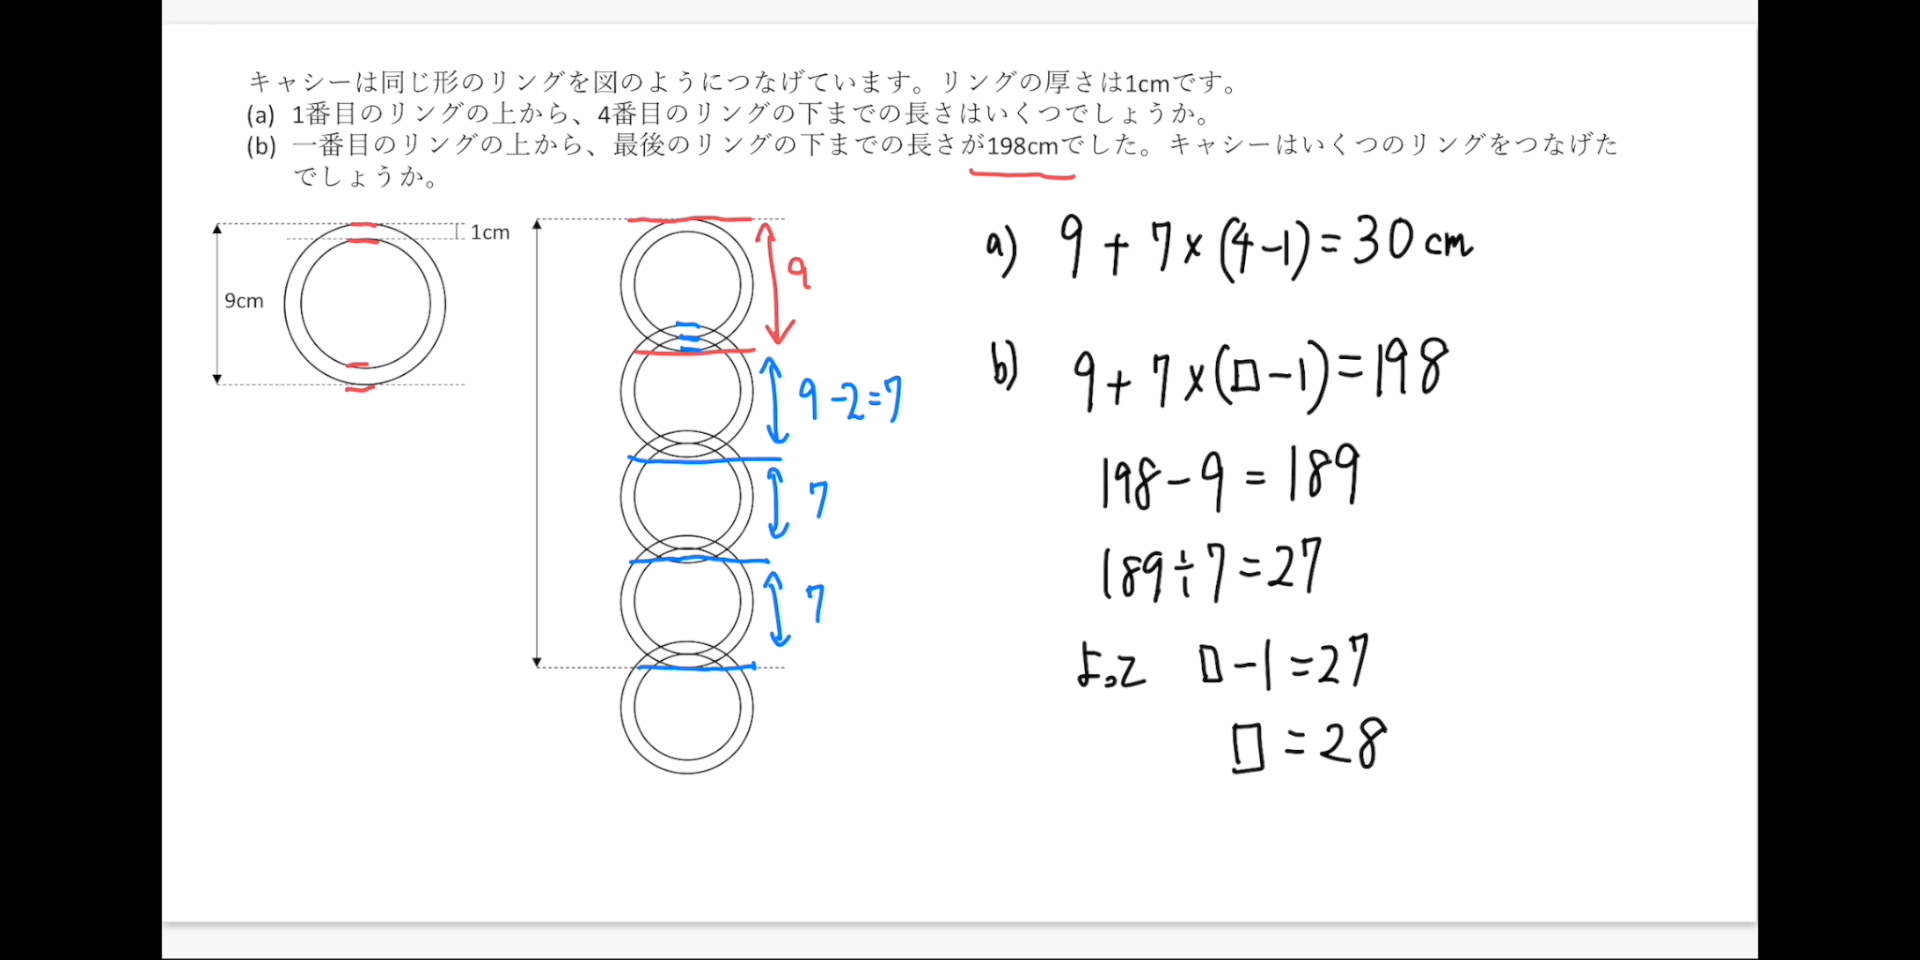 キャシーは同じ形のリングを図のようにつなげています。リングの厚さは1cmです。
(a) 1番目のリングの上から、4番目のリングの下までの長さはいくつでしょうか。
(b) 一番目のリングの上から、最後のリングの下までの長さが198cmでした。キャシーはいくつのリングをつなげた
でしょうか。
1cm
9cm
9
9-2=7
7
7
a) 9+7×(4-1)=30cm
b) 9+7×(□-1)=198
198-9=189
189÷7=27
よって □-1=27
□=28